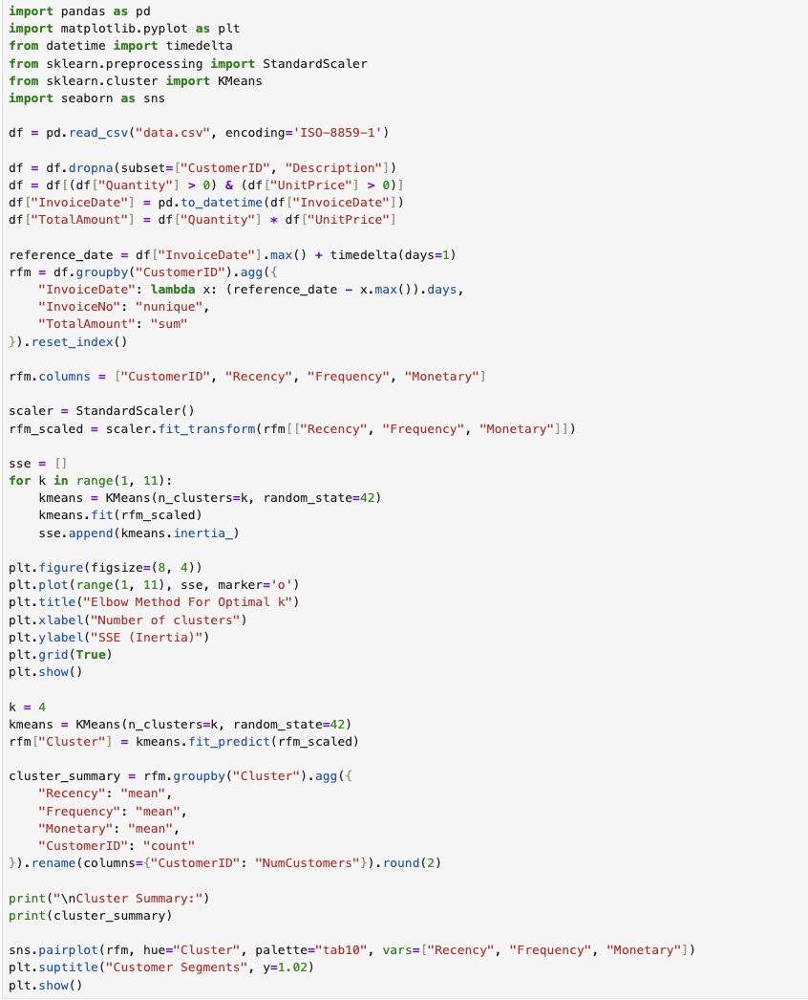 import pandas as pd
import matplotlib.pyplot as plt
from datetime import timedelta
from sklearn.preprocessing import StandardScaler
from sklearn.cluster import KMeans
import seaborn as sns

df = pd.read_csv("data.csv", encoding='ISO-8859-1')

df = df.dropna(subset=["CustomerID", "Description"])
df = df[(df["Quantity"] > 0) & (df["UnitPrice"] > 0)]
df["InvoiceDate"] = pd.to_datetime(df["InvoiceDate"])
df["TotalAmount"] = df["Quantity"] * df["UnitPrice"]

reference_date = df["InvoiceDate"].max() + timedelta(days=1)
rfm = df.groupby("CustomerID").agg({
    "InvoiceDate": lambda x: (reference_date - x.max()).days,
    "InvoiceNo": "nunique",
    "TotalAmount": "sum"
}).reset_index()

rfm.columns = ["CustomerID", "Recency", "Frequency", "Monetary"]

scaler = StandardScaler()
rfm_scaled = scaler.fit_transform(rfm[["Recency", "Frequency", "Monetary"]])

sse = []
for k in range(1, 11):
    kmeans = KMeans(n_clusters=k, random_state=42)
    kmeans.fit(rfm_scaled)
    sse.append(kmeans.inertia_)

plt.figure(figsize=(8, 4))
plt.plot(range(1, 11), sse, marker='o')
plt.title("Elbow Method For Optimal k")
plt.xlabel("Number of clusters")
plt.ylabel("SSE (Inertia)")
plt.grid(True)
plt.show()

k = 4
kmeans = KMeans(n_clusters=k, random_state=42)
rfm["Cluster"] = kmeans.fit_predict(rfm_scaled)

cluster_summary = rfm.groupby("Cluster").agg({
    "Recency": "mean",
    "Frequency": "mean",
    "Monetary": "mean",
    "CustomerID": "count"
}).rename(columns={"CustomerID": "NumCustomers"}).round(2)

print("\nCluster Summary:")
print(cluster_summary)

sns.pairplot(rfm, hue="Cluster", palette="tab10", vars=["Recency", "Frequency", "Monetary"])
plt.suptitle("Customer Segments", y=1.02)
plt.show()